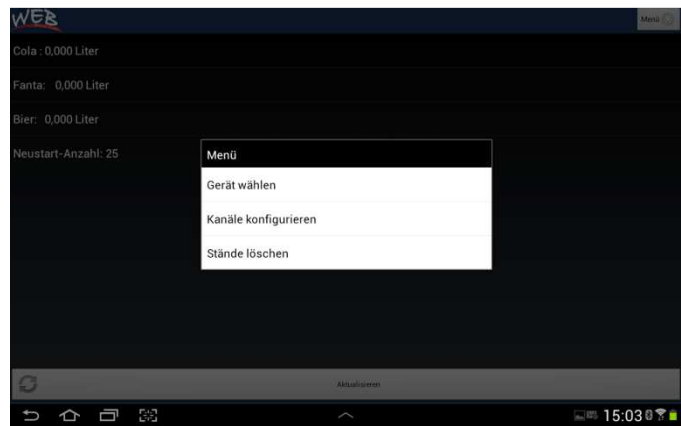 WEB
Menü
Cola : 0,000 Liter
Fanta: 0,000 Liter
Bier: 0,000 Liter
Neustart-Anzahl: 25
Menü
Gerät wählen
Kanäle konfigurieren
Stände löschen
Aktualisieren
15:03